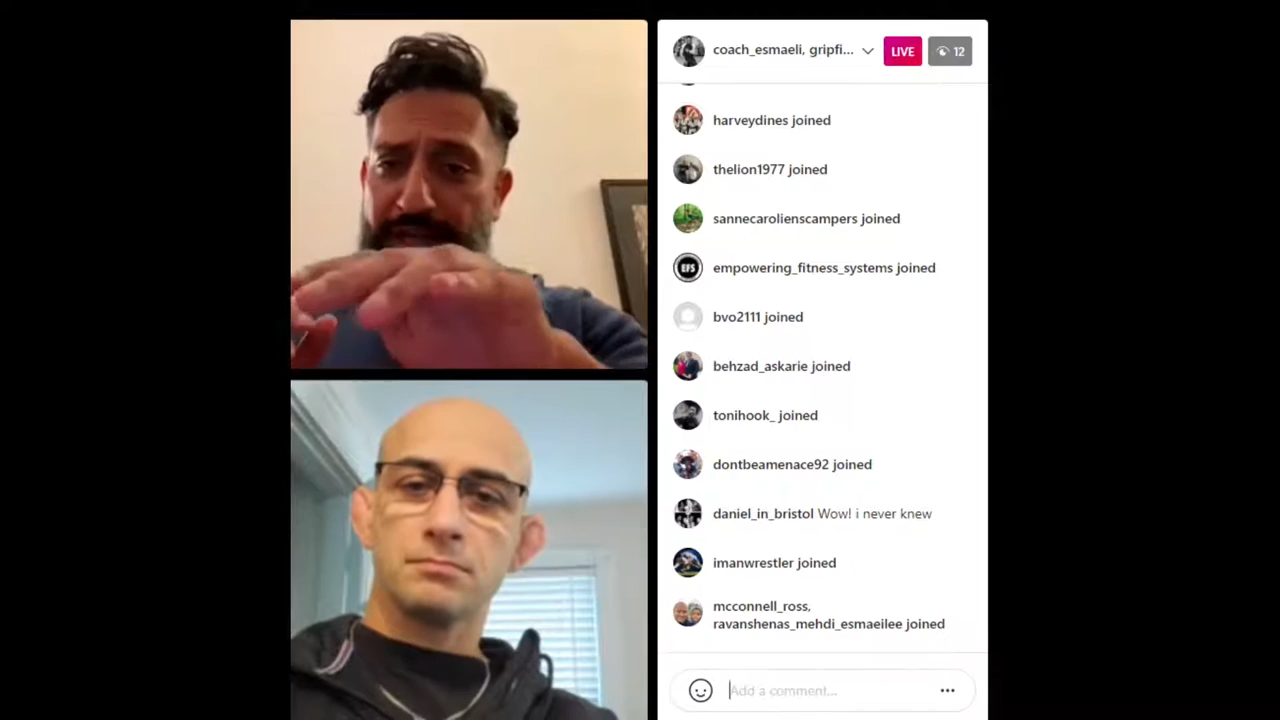 coach_esmaeli, gripfi...
LIVE
12
harveydines joined
thelion1977 joined
sannecarolienscampers joined
EFS
empowering_fitness_systems joined
bvo2111 joined
behzad_askarie joined
tonihook_ joined
dontbeamenace92 joined
daniel_in_bristol Wow! i never knew
imanwrestler joined
mcconnell_ross,
ravanshenas_mehdi_esmaeilee joined
Add a comment...